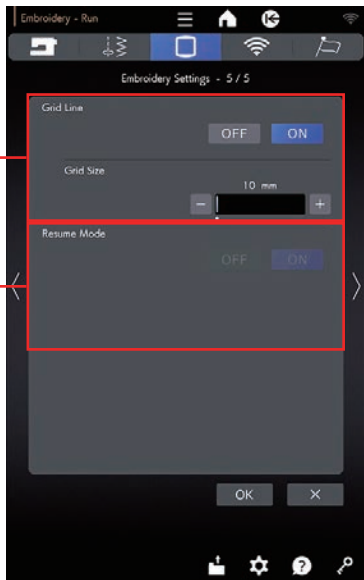 Embroidery - Run
Embroidery Settings - 5 / 5
Grid Line
OFF ON
Grid Size
10 mm
- +
Resume Mode
OFF ON
OK X